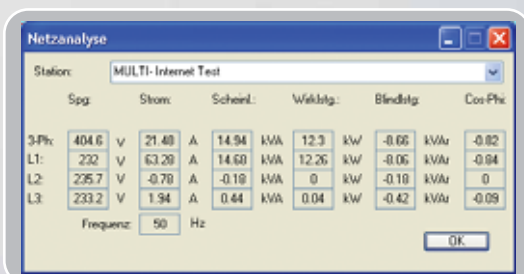 Netzanalyse
Station: MULTI- Internet Test
Spg: Strom: Scheinl.: Wirklstg.: Blindlstg: Cos-Phi:
3-Ph: 404.6 V 21.48 A 14.94 kVA 12.3 kW -8.66 kVAr -0.82
L1: 232 V 63.28 A 14.68 kVA 12.26 kW -8.06 kVAr -0.84
L2: 235.7 V -0.78 A -0.18 kVA 0 kW -0.18 kVAr 0
L3: 233.2 V 1.94 A 0.44 kVA 0.04 kW -0.42 kVAr -0.09
Frequenz: 50 Hz
OK